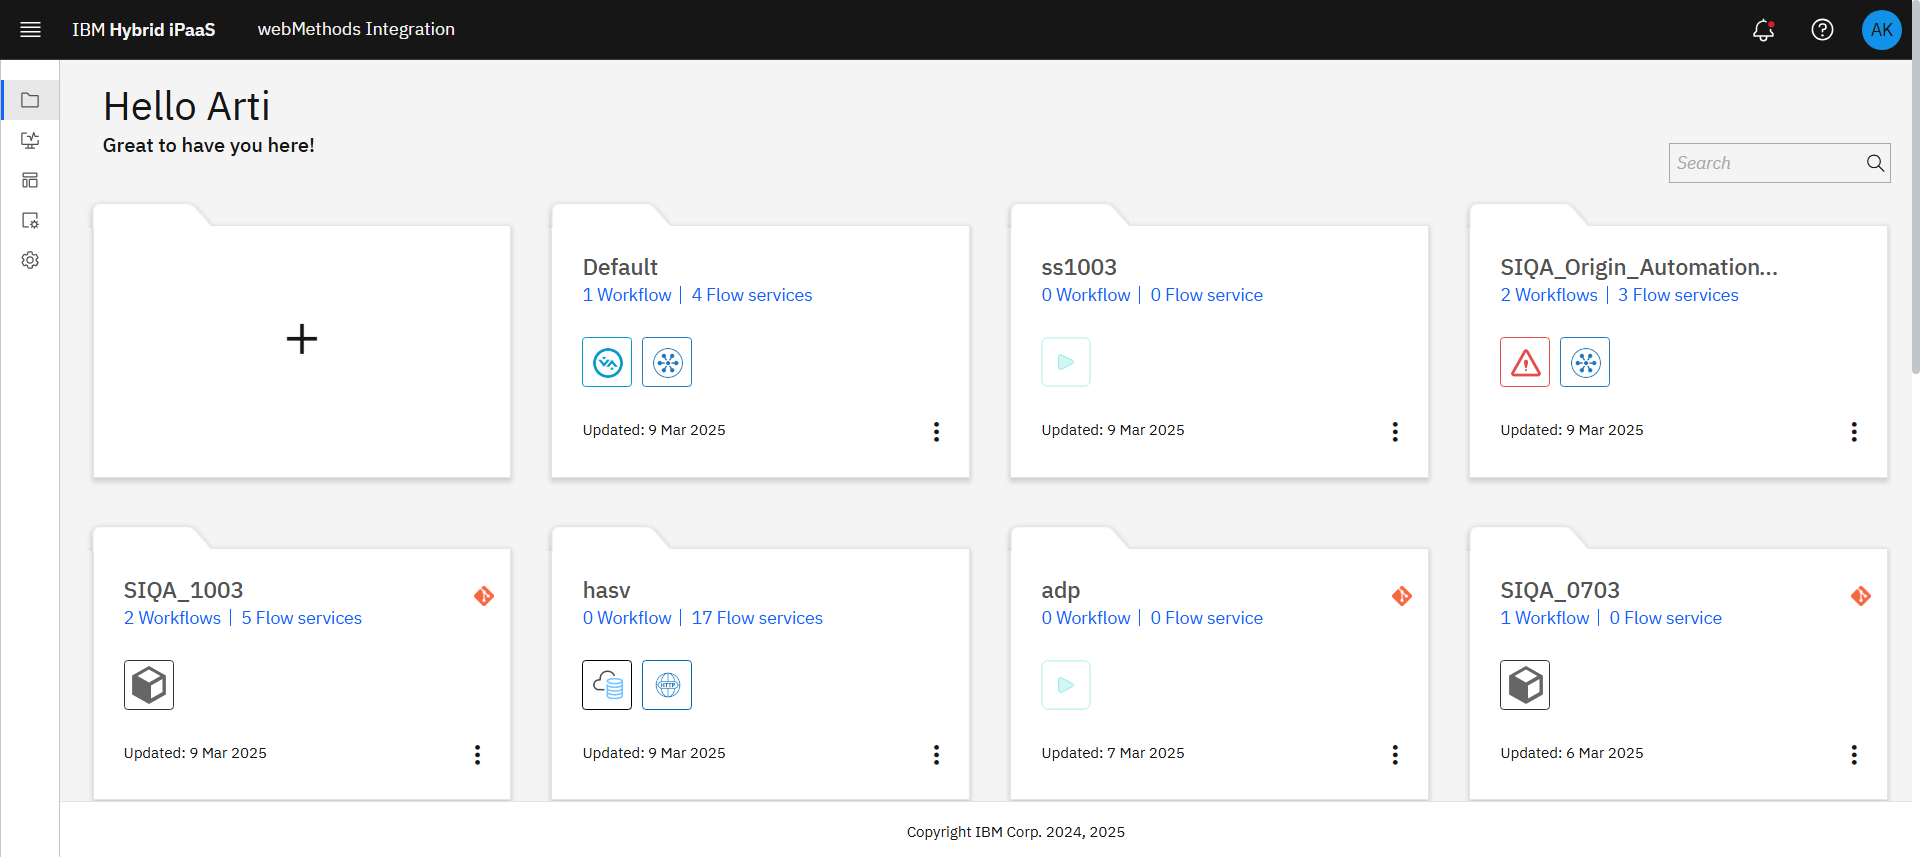 IBM Hybrid iPaaS webMethods Integration
AK
Hello Arti
Great to have you here!
Search
Default
1 Workflow | 4 Flow services
Updated: 9 Mar 2025
ss1003
0 Workflow | 0 Flow service
Updated: 9 Mar 2025
SIQA_Origin_Automation...
2 Workflows | 3 Flow services
Updated: 9 Mar 2025
SIQA_1003
2 Workflows | 5 Flow services
Updated: 9 Mar 2025
hasv
0 Workflow | 17 Flow services
HTTP
Updated: 9 Mar 2025
adp
0 Workflow | 0 Flow service
Updated: 7 Mar 2025
SIQA_0703
1 Workflow | 0 Flow service
Updated: 6 Mar 2025
Copyright IBM Corp. 2024, 2025